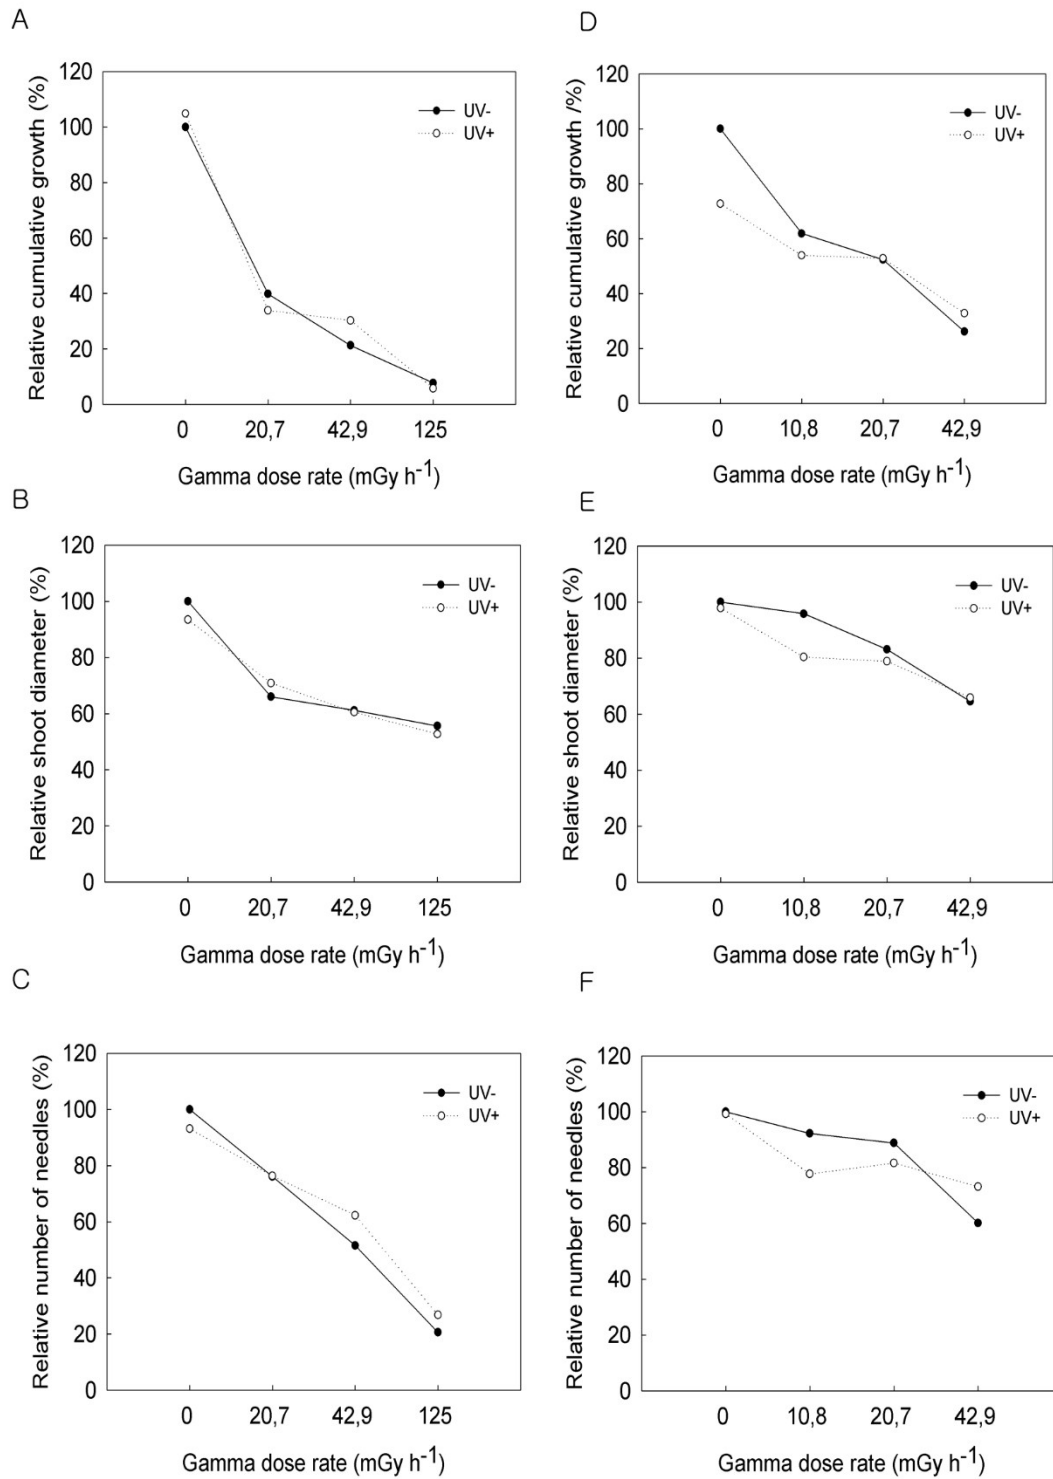 A
Relative cumulative growth (%)
120
100
80
60
40
20
0
UV-
UV+
0 20,7 42,9 125
Gamma dose rate (mGy h-1)
D
Relative cumulative growth /%)
120
100
80
60
40
20
0
UV-
UV+
0 10,8 20,7 42,9
Gamma dose rate (mGy h-1)
B
Relative shoot diameter (%)
120
100
80
60
40
20
0
UV-
UV+
0 20,7 42,9 125
Gamma dose rate (mGy h-1)
E
Relative shoot diameter (%)
120
100
80
60
40
20
0
UV-
UV+
0 10,8 20,7 42,9
Gamma dose rate (mGy h-1)
C
Relative number of needles (%)
120
100
80
60
40
20
0
UV-
UV+
0 20,7 42,9 125
Gamma dose rate (mGy h-1)
F
Relative number of needles (%)
120
100
80
60
40
20
0
UV-
UV+
0 10,8 20,7 42,9
Gamma dose rate (mGy h-1)